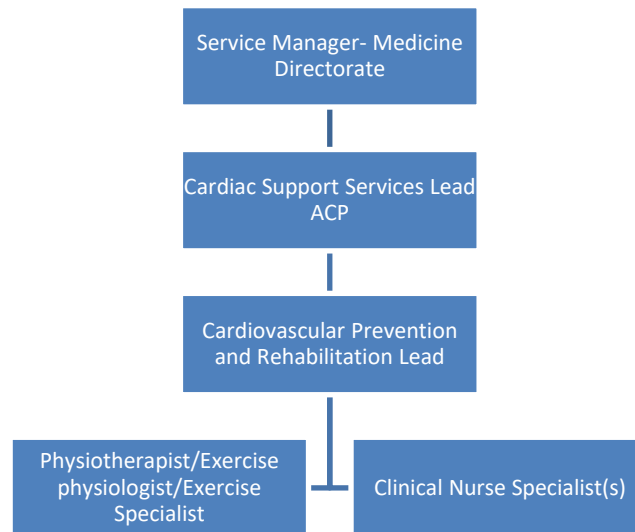 Service Manager- Medicine
Directorate
Cardiac Support Services Lead
ACP
Cardiovascular Prevention
and Rehabilitation Lead
Physiotherapist/Exercise
physiologist/Exercise
Specialist
Clinical Nurse Specialist(s)